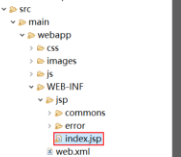 src
main
webapp
css
images
js
WEB-INF
jsp
commons
error
index.jsp
web.xml